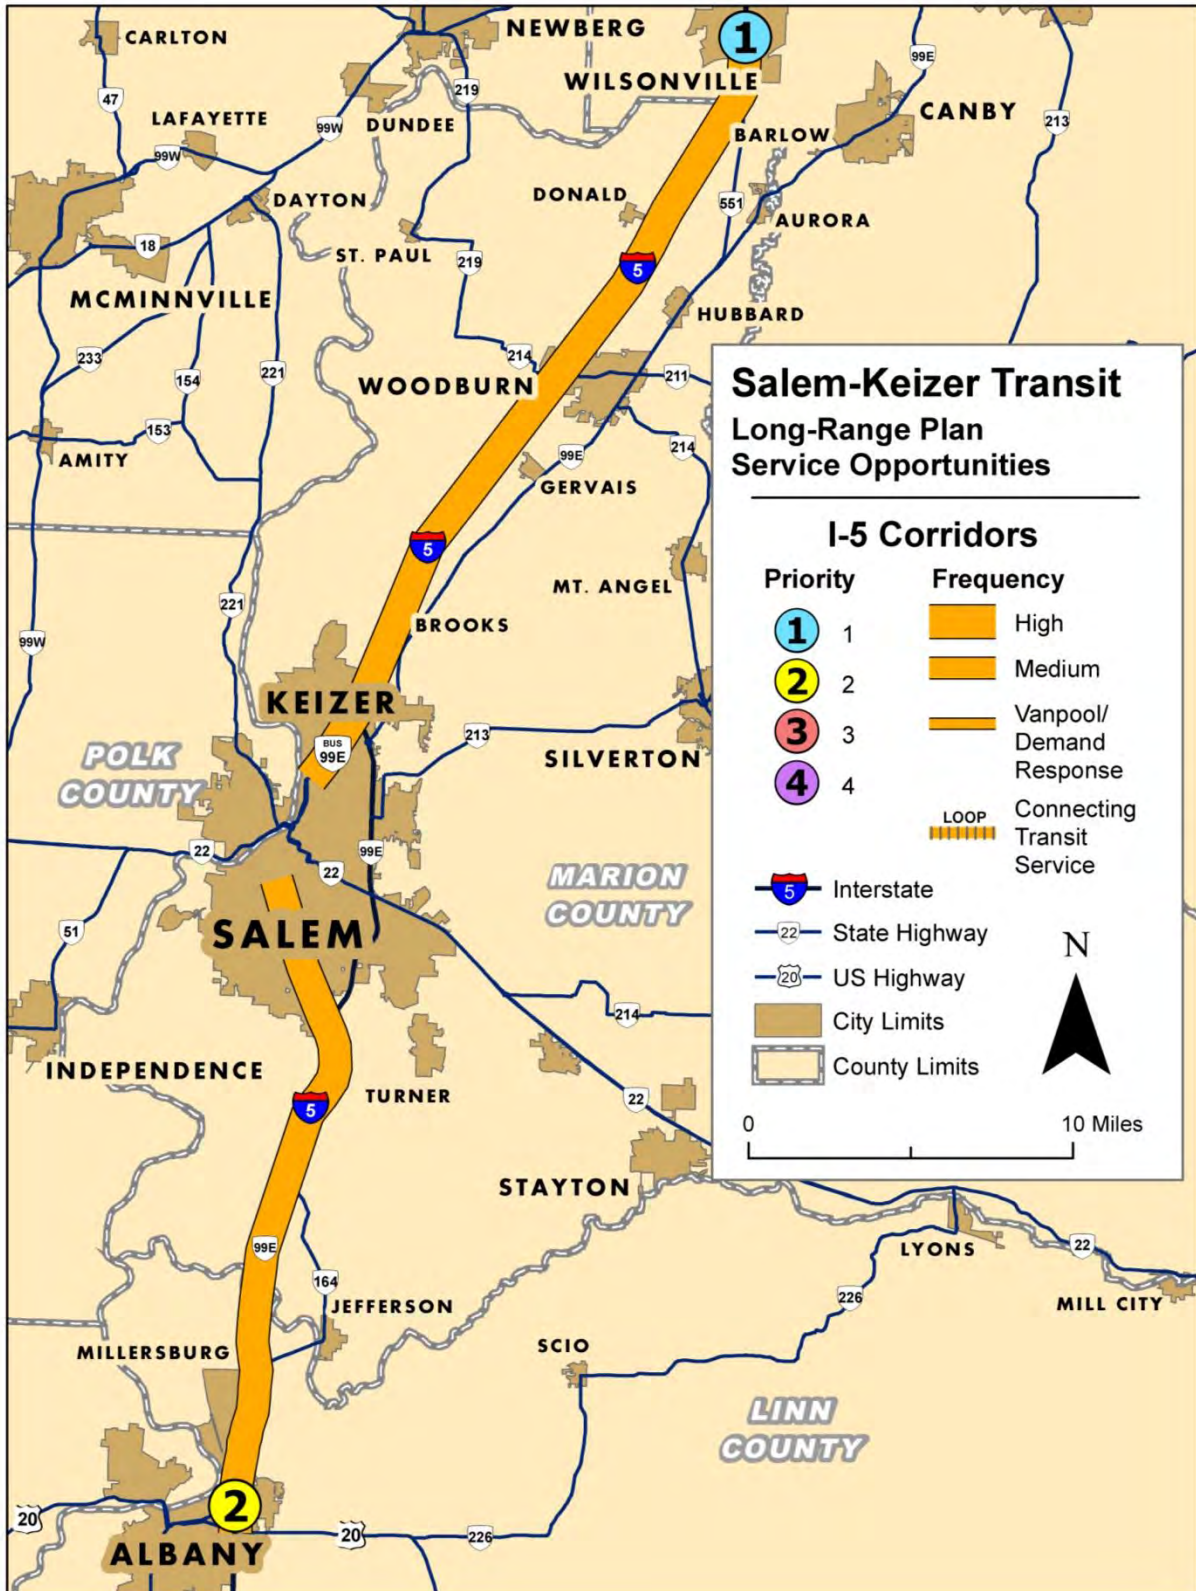 NEWBERG
1
CARLTON
99E
WILSONVILLE
47
219
CANBY
LAFAYETTE
DUNDEE
99W
BARLOW
213
99W
DAYTON
DONALD
551
AURORA
18
ST. PAUL
219
5
MCMINNVILLE
HUBBARD
233
154
221
214
WOODBURN
211
153
AMITY
99E
214
GERVAIS
5
MT. ANGEL
221
99W
BROOKS
KEIZER
213
BUS
99E
SILVERTON
POLK
COUNTY
22
99E
22
MARION
COUNTY
51
SALEM
214
INDEPENDENCE
TURNER
5
22
STAYTON
99E
LYONS
22
164
JEFFERSON
226
MILL CITY
MILLERSBURG
SCIO
LINN
COUNTY
2
20
20
226
ALBANY
Salem-Keizer Transit
Long-Range Plan
Service Opportunities
I-5 Corridors
Priority
1 1
2 2
3 3
4 4
Frequency
High
Medium
Vanpool/
Demand
Response
LOOP
Connecting
Transit
Service
5 Interstate
22 State Highway
20 US Highway
City Limits
County Limits
N
0 10 Miles